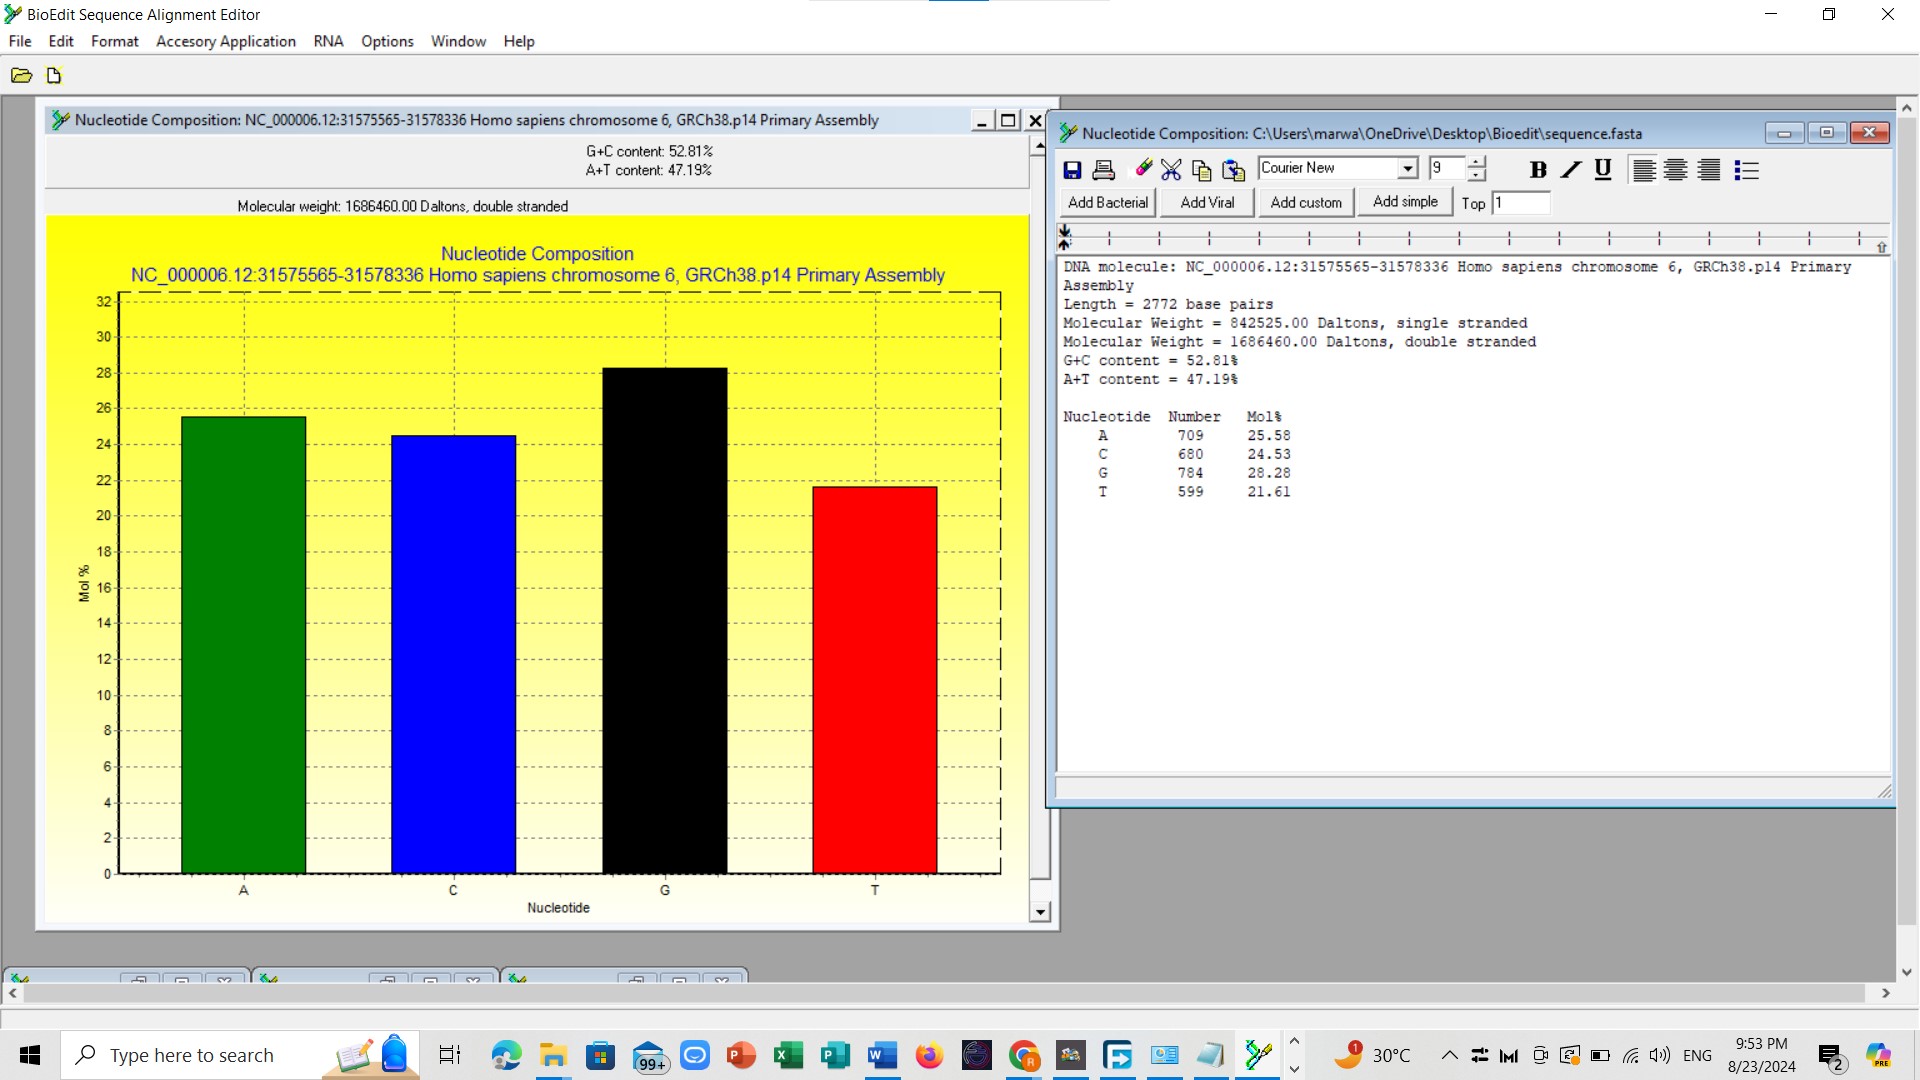 BioEdit Sequence Alignment Editor
File Edit Format Accesory Application RNA Options Window Help
Nucleotide Composition: NC_000006.12:31575565-31578336 Homo sapiens chromosome 6, GRCh38.p14 Primary Assembly
G+C content: 52.81%
A+T content: 47.19%
Molecular weight: 1686460.00 Daltons, double stranded
Nucleotide Composition
NC_000006.12:31575565-31578336 Homo sapiens chromosome 6, GRCh38.p14 Primary Assembly
32
30
28
26
24
22
20
18
16
14
12
10
8
6
4
2
0
Mol %
A C G T
Nucleotide
Nucleotide Composition: C:\Users\marwa\OneDrive\Desktop\Bioedit\sequence.fasta
Courier New 9 B I U
Add Bacterial Add Viral Add custom Add simple Top 1
DNA molecule: NC_000006.12:31575565-31578336 Homo sapiens chromosome 6, GRCh38.p14 Primary
Assembly
Length = 2772 base pairs
Molecular Weight = 842525.00 Daltons, single stranded
Molecular Weight = 1686460.00 Daltons, double stranded
G+C content = 52.81%
A+T content = 47.19%
Nucleotide Number Mol%
A 709 25.58
C 680 24.53
G 784 28.28
T 599 21.61
Type here to search
99+
1
30°C
ENG
9:53 PM
8/23/2024
2
PRE